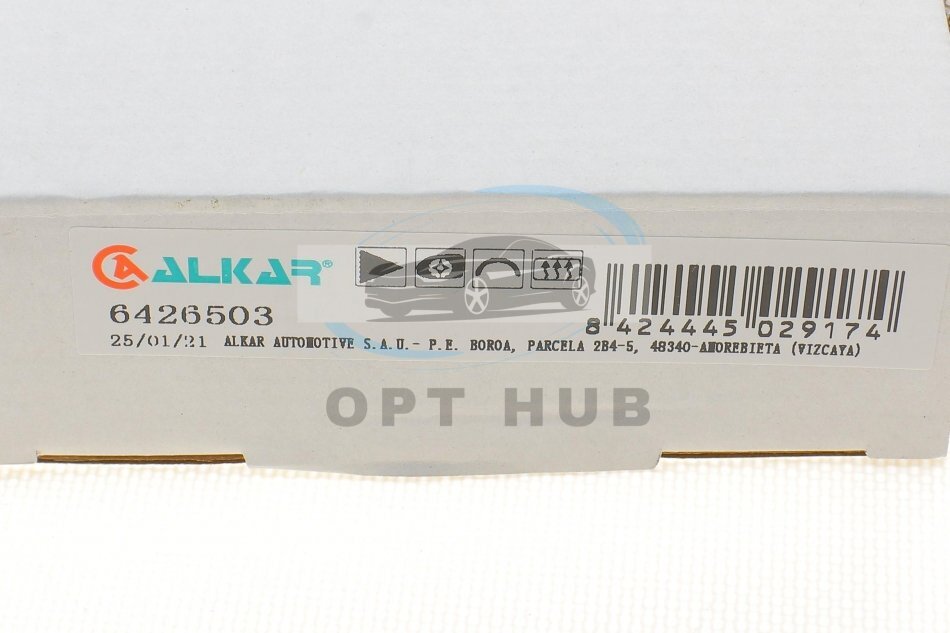 ALKAR®
6426503
8 424445 029174
25/01/21 ALKAR AUTOMOTIVE S.A.U.- P.E. BOROA, PARCELA 2B4-5, 48340-AMOREBIETA (VIZCAYA)
OPT HUB